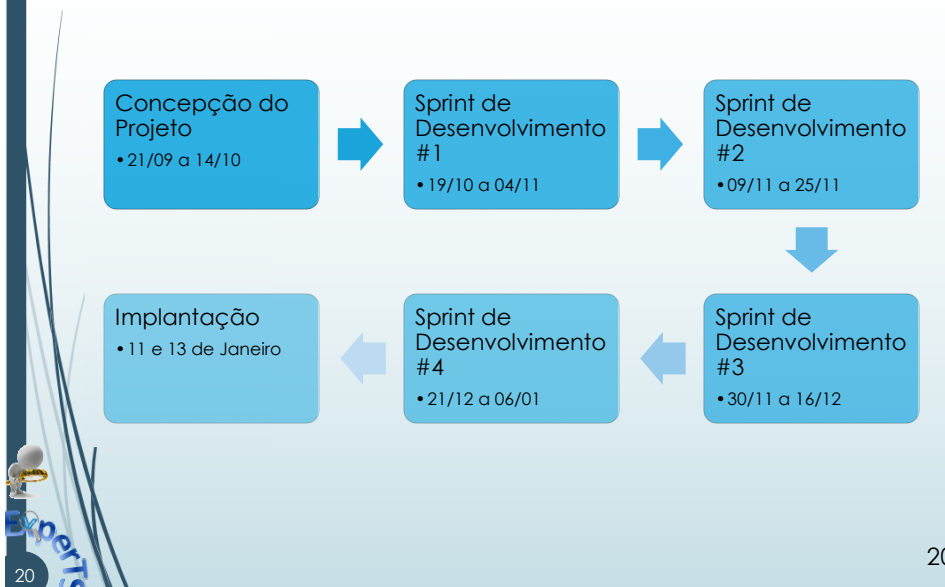 Concepção do
Projeto
•21/09 a 14/10
Sprint de
Desenvolvimento
#1
•19/10 a 04/11
Sprint de
Desenvolvimento
#2
•09/11 a 25/11
Sprint de
Desenvolvimento
#3
•30/11 a 16/12
Sprint de
Desenvolvimento
#4
•21/12 a 06/01
Implantação
•11 e 13 de Janeiro
ExperTs
20
20